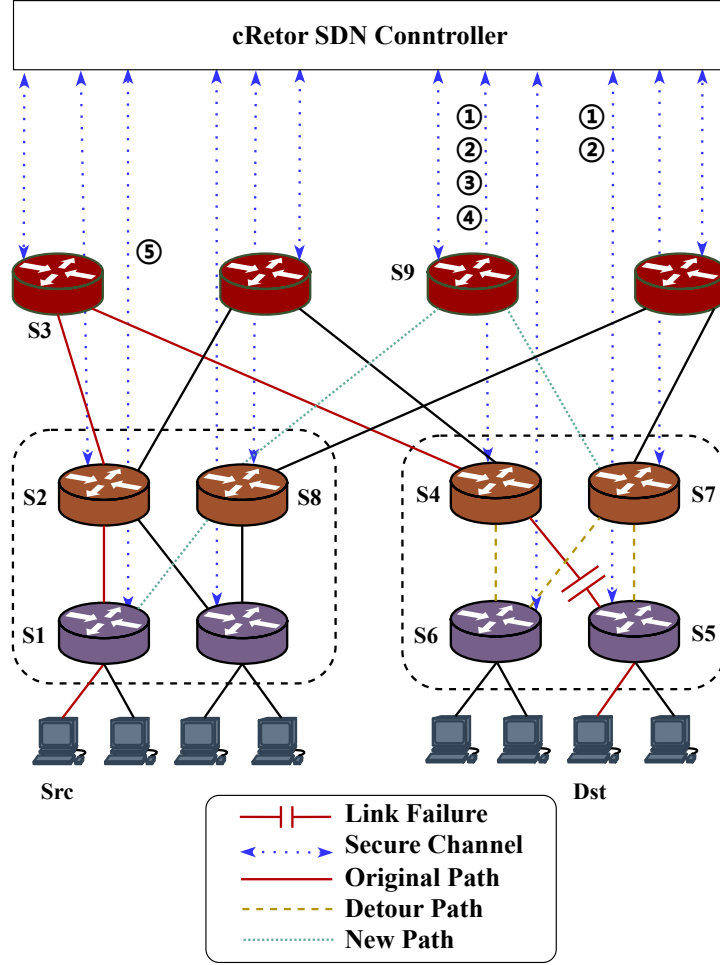 cRetor SDN Conntroller
① ①
② ②
③
④
⑤
S9
S3
S2 S8 S4 S7
S1 S6 S5
Src Dst
Link Failure
Secure Channel
Original Path
Detour Path
New Path